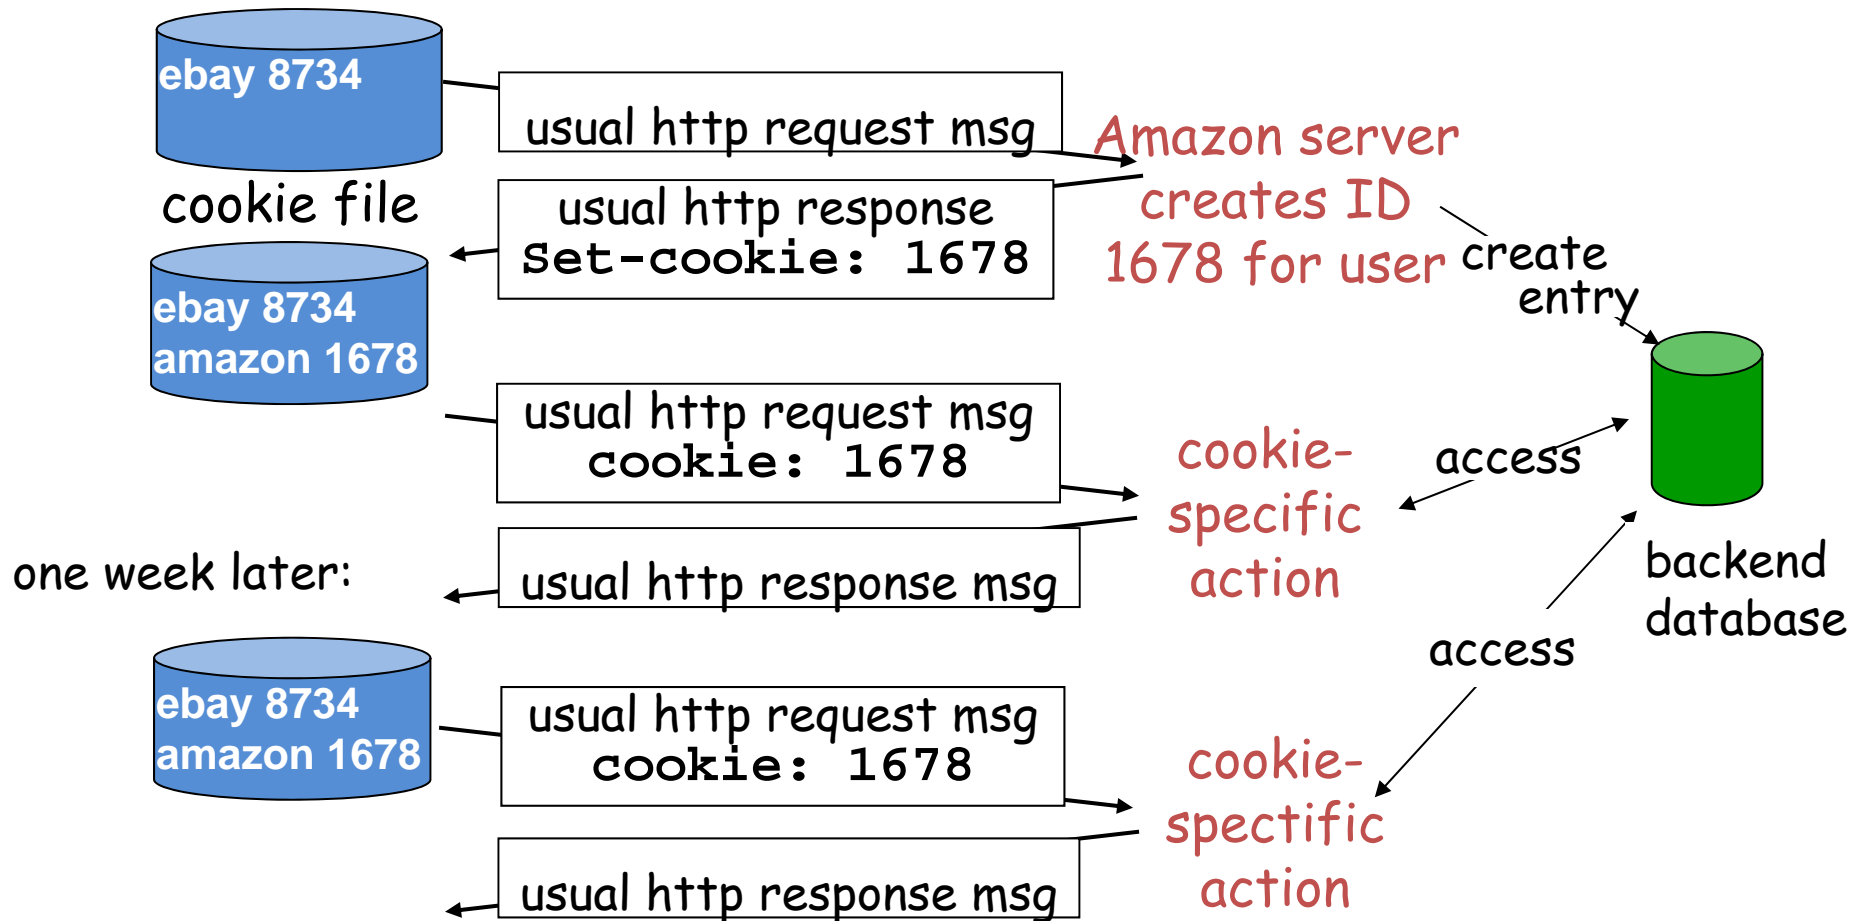 ebay 8734
usual http request msg
cookie file
Amazon server
creates ID
1678 for user
usual http response
Set-cookie: 1678
create
entry
ebay 8734
amazon 1678
usual http request msg
cookie: 1678
cookie-
specific
action
access
usual http response msg
one week later:
backend
database
access
ebay 8734
amazon 1678
usual http request msg
cookie: 1678
cookie-
spectific
action
usual http response msg